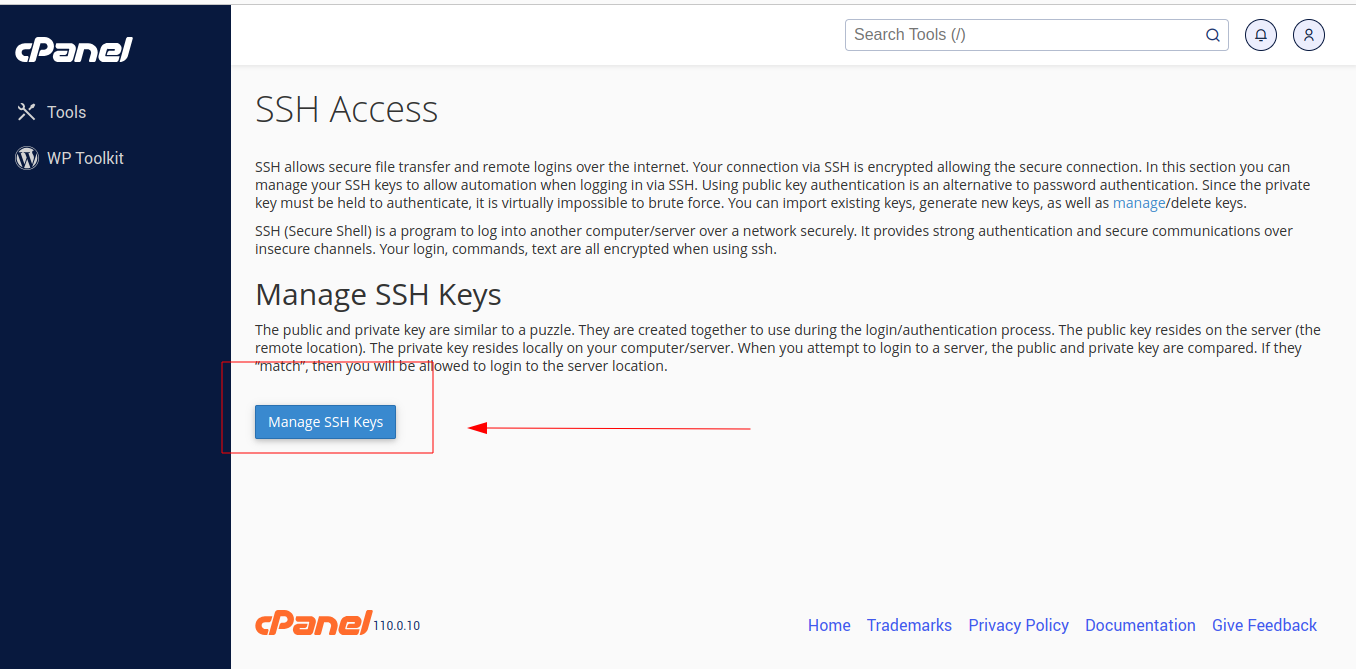 cPanel
Search Tools (/)
Tools
WP Toolkit
SSH Access
SSH allows secure file transfer and remote logins over the internet. Your connection via SSH is encrypted allowing the secure connection. In this section you can
manage your SSH keys to allow automation when logging in via SSH. Using public key authentication is an alternative to password authentication. Since the private
key must be held to authenticate, it is virtually impossible to brute force. You can import existing keys, generate new keys, as well as manage/delete keys.
SSH (Secure Shell) is a program to log into another computer/server over a network securely. It provides strong authentication and secure communications over
insecure channels. Your login, commands, text are all encrypted when using ssh.
Manage SSH Keys
The public and private key are similar to a puzzle. They are created together to use during the login/authentication process. The public key resides on the server (the
remote location). The private key resides locally on your computer/server. When you attempt to login to a server, the public and private key are compared. If they
“match”, then you will be allowed to login to the server location.
Manage SSH Keys
cPanel 110.0.10
Home Trademarks Privacy Policy Documentation Give Feedback